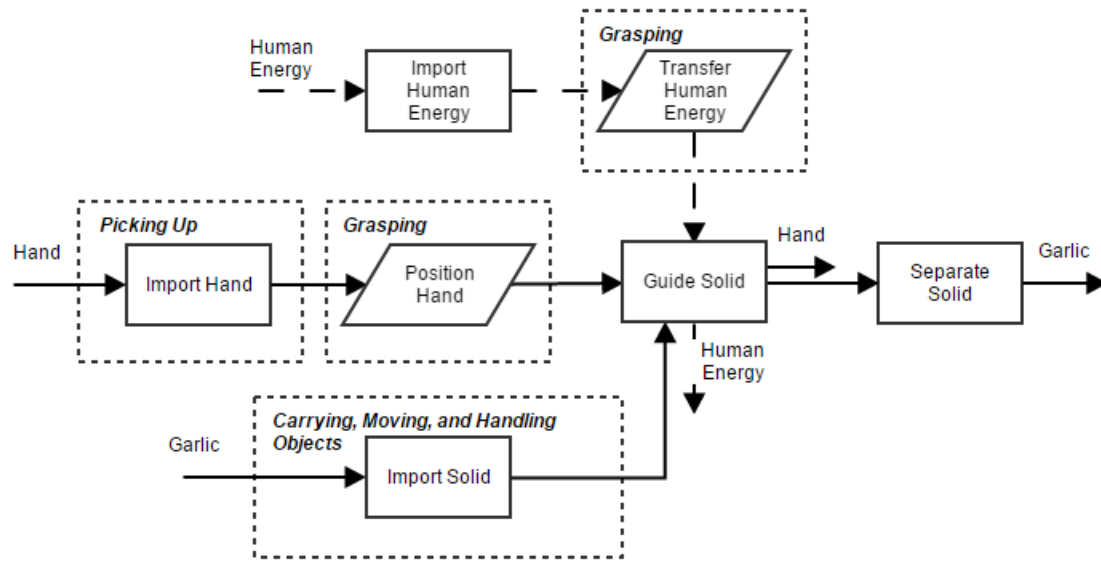 Grasping
Human
Energy
Import
Human
Energy
Transfer
Human
Energy
Picking Up
Grasping
Hand
Import Hand
Position
Hand
Guide Solid
Hand
Separate
Solid
Garlic
Human
Energy
Carrying, Moving, and Handling
Objects
Garlic
Import Solid